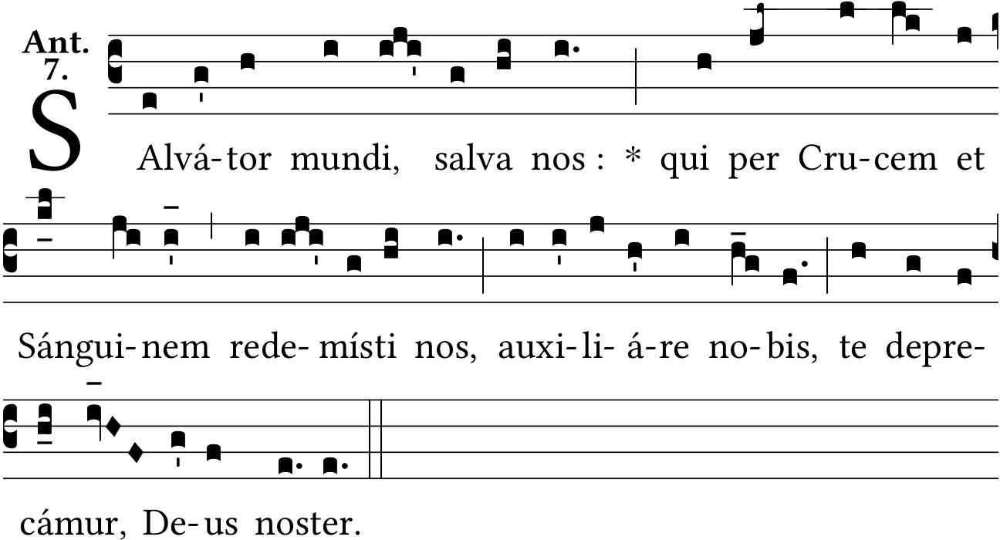 Ant.
7.
SAlvá-tor mundi, salva nos : * qui per Cru-cem et
Sángui-nem rede-místi nos, auxi-li-á-re no-bis, te depre-
cámur, De-us noster.